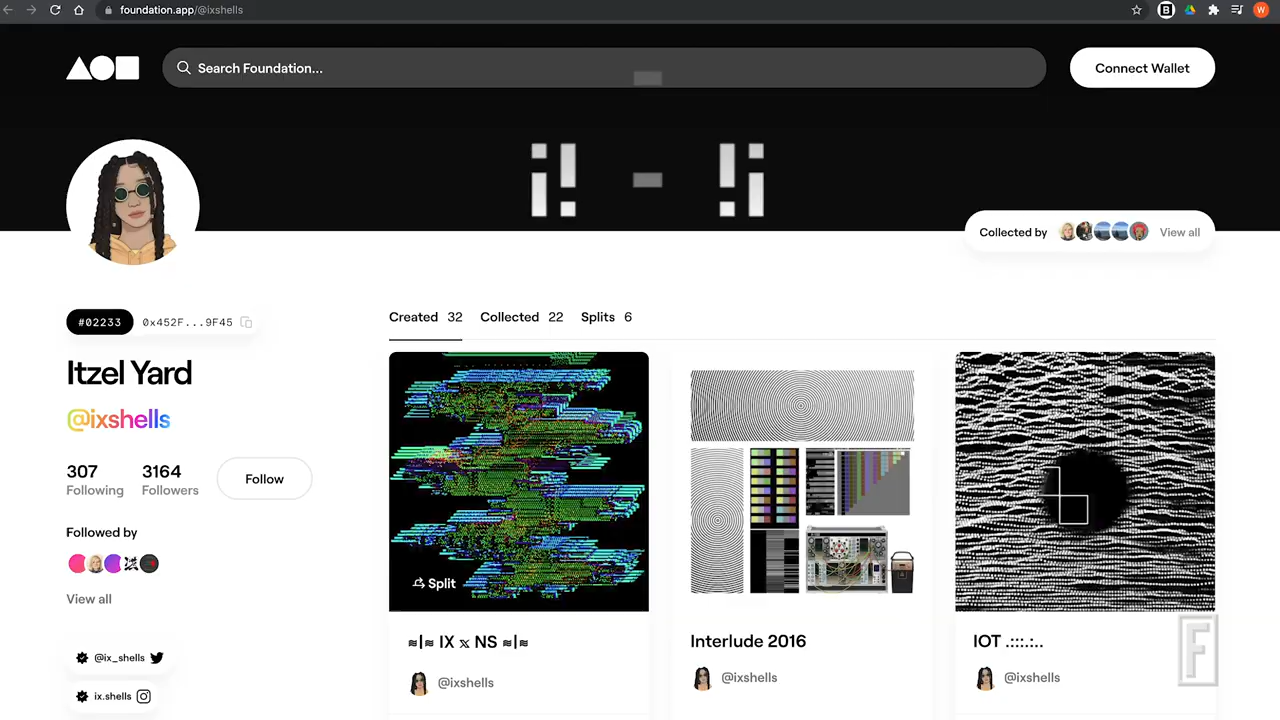 foundation.app/@ixshells
B
W
Search Foundation...
Connect Wallet
Collected by
View all
#02233
0x452F...9F45
Created 32
Collected 22
Splits 6
Itzel Yard
@ixshells
307
3164
Follow
Following
Followers
Followed by
View all
@ix_shells
ix.shells
Split
≈|≈ IX × NS ≈|≈
@ixshells
Interlude 2016
@ixshells
IOT .:::.:..
@ixshells
F